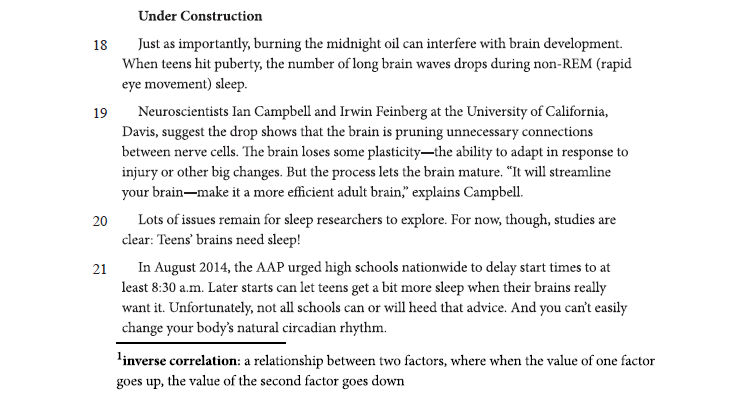 Under Construction
18 Just as importantly, burning the midnight oil can interfere with brain development.
When teens hit puberty, the number of long brain waves drops during non-REM (rapid
eye movement) sleep.
19 Neuroscientists Ian Campbell and Irwin Feinberg at the University of California,
Davis, suggest the drop shows that the brain is pruning unnecessary connections
between nerve cells. The brain loses some plasticity—the ability to adapt in response to
injury or other big changes. But the process lets the brain mature. “It will streamline
your brain—make it a more efficient adult brain,” explains Campbell.
20 Lots of issues remain for sleep researchers to explore. For now, though, studies are
clear: Teens’ brains need sleep!
21 In August 2014, the AAP urged high schools nationwide to delay start times to at
least 8:30 a.m. Later starts can let teens get a bit more sleep when their brains really
want it. Unfortunately, not all schools can or will heed that advice. And you can’t easily
change your body’s natural circadian rhythm.
1inverse correlation: a relationship between two factors, where when the value of one factor
goes up, the value of the second factor goes down